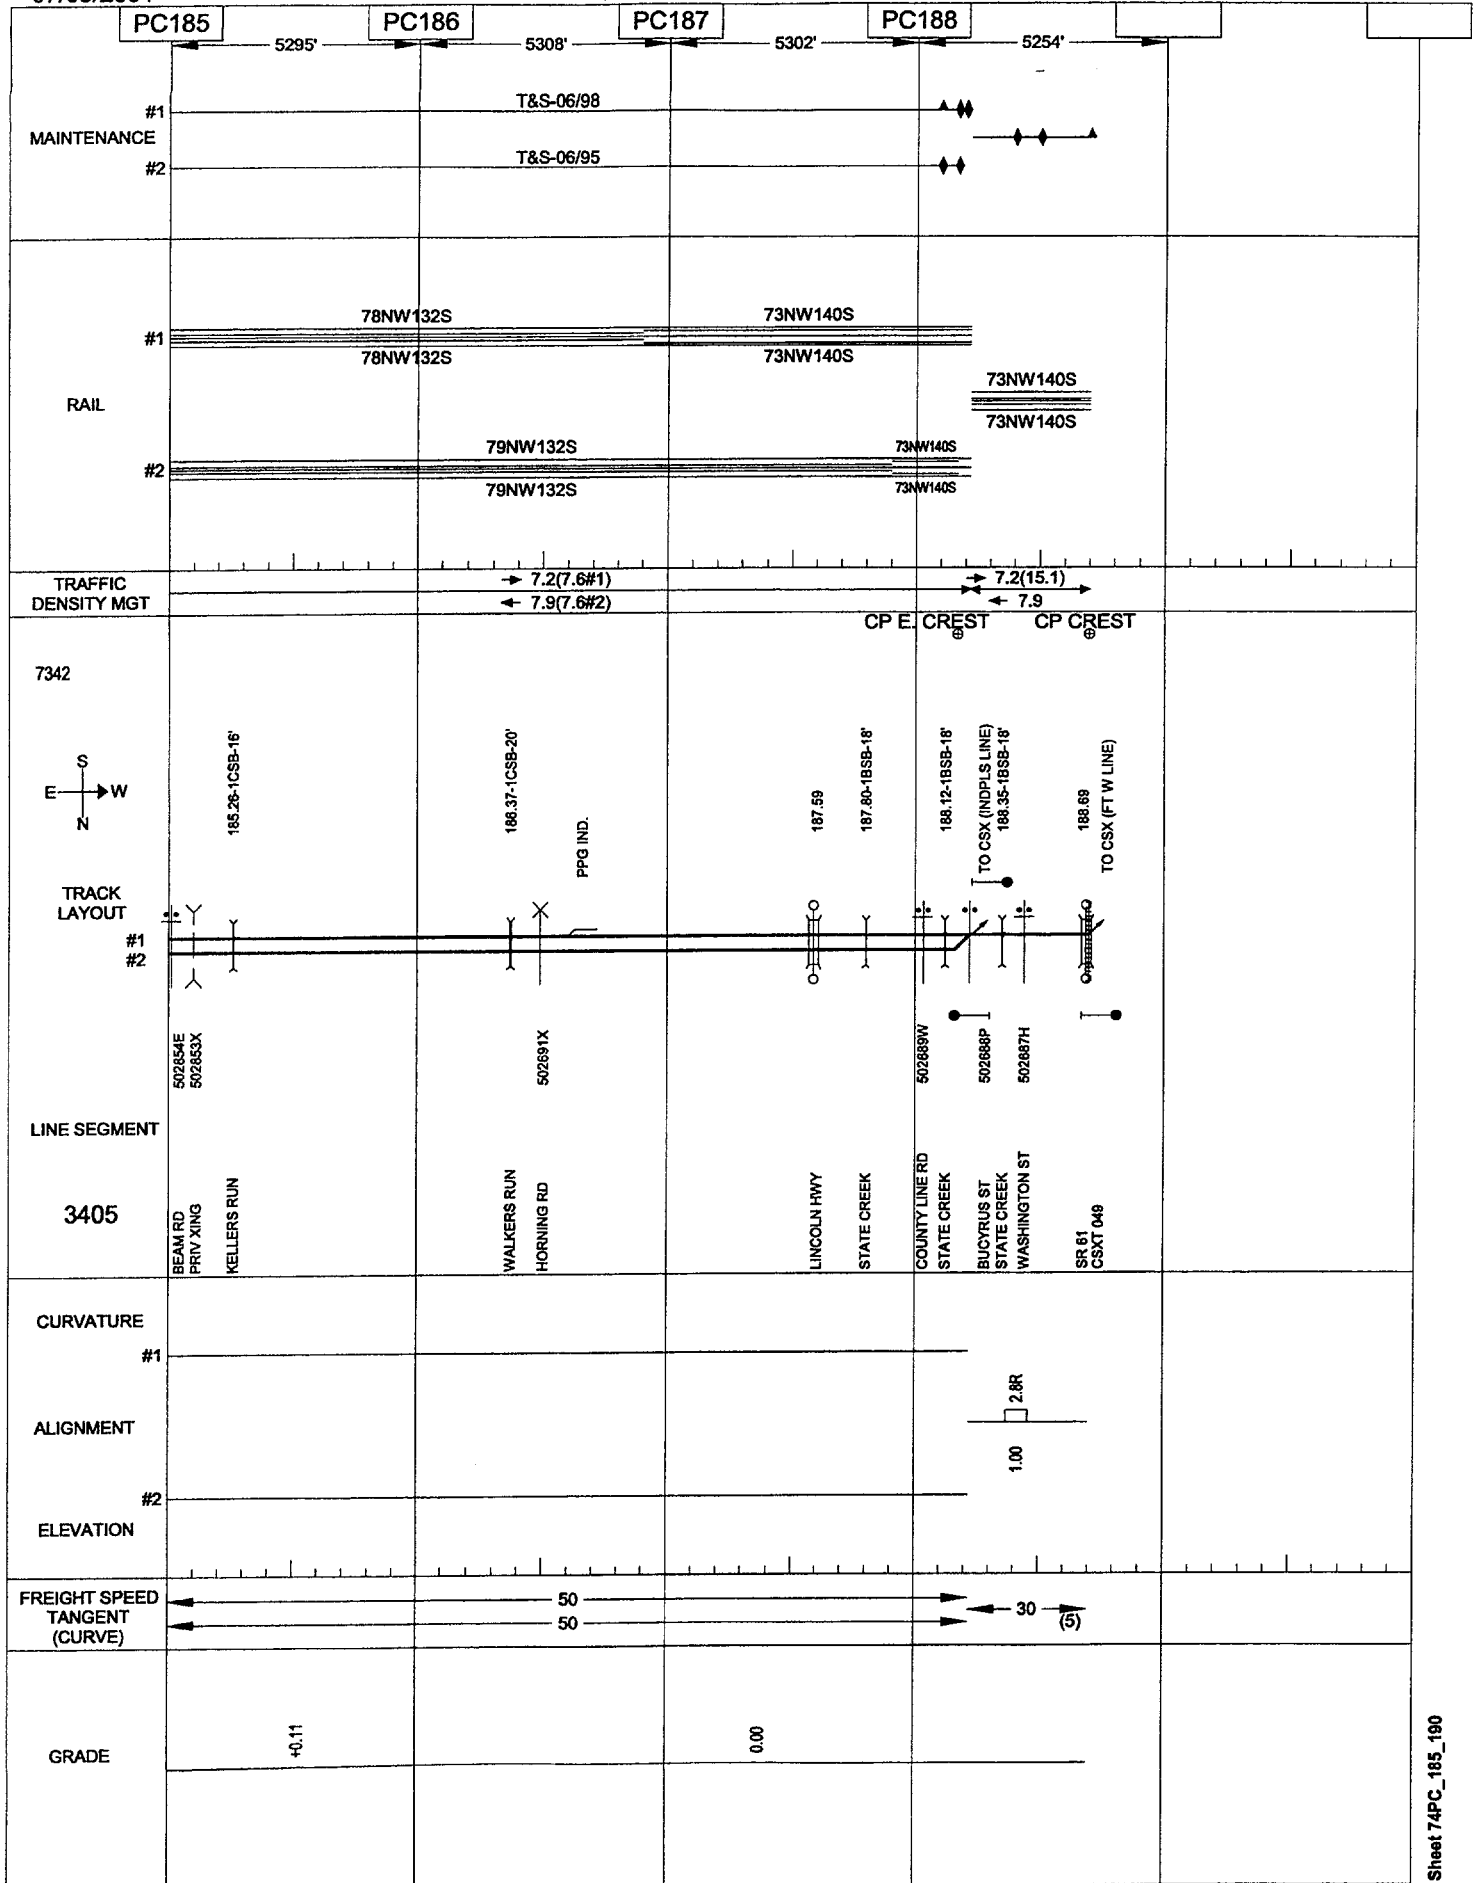 PC185 PC186 PC187 PC188
5295' 5308' 5302' 5254'
MAINTENANCE
#1 T&S-06/98
#2 T&S-06/95
RAIL
#1
78NW132S 73NW140S
78NW132S 73NW140S
73NW140S
73NW140S
#2
79NW132S 73NW140S
79NW132S 73NW140S
TRAFFIC
DENSITY MGT
7.2(7.6#1) 7.2(15.1)
7.9(7.6#2) 7.9
CP E. CREST CP CREST
7342
S
E W
N
185.26-1CSB-16'
186.37-1CSB-20'
PPG IND.
187.59
187.80-1BSB-18'
188.12-1BSB-18'
TO CSX (INDPLS LINE)
188.35-1BSB-18'
188.69
TO CSX (FT W LINE)
TRACK
LAYOUT
#1
#2
502854E
502853X
502691X
502689W
502688P
502687H
LINE SEGMENT
3405
BEAM RD
PRIV XING
KELLERS RUN
WALKERS RUN
HORNING RD
LINCOLN HWY
STATE CREEK
COUNTY LINE RD
STATE CREEK
BUCYRUS ST
STATE CREEK
WASHINGTON ST
SR 61
CSXT 049
CURVATURE
#1
ALIGNMENT
2.8R
1.00
#2
ELEVATION
FREIGHT SPEED
TANGENT
(CURVE)
50
50
30
(5)
GRADE
+0.11
0.00
Sheet 74PC_185_190